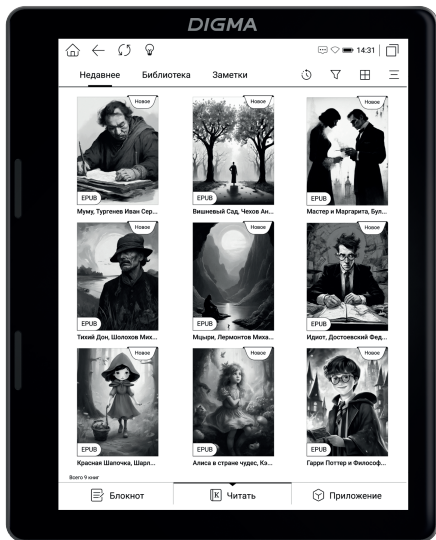 DIGMA
14:31
Недавнее Библиотека Заметки
Новое Новое Новое
EPUB EPUB EPUB
Муму, Тургенев Иван Сер... Вишневый Сад, Чехов Ан... Мастер и Маргарита, Бул...
Новое Новое Новое
EPUB EPUB EPUB
Тихий Дон, Шолохов Мих... Мцыри, Лермонтов Миха... Идиот, Достоевский Фед...
Новое Новое Новое
EPUB EPUB EPUB
Красная Шапочка, Шарл... Алиса в стране чудес, Кэ... Гарри Поттер и Философ...
Всего 9 книг
Блокнот K Читать Приложение